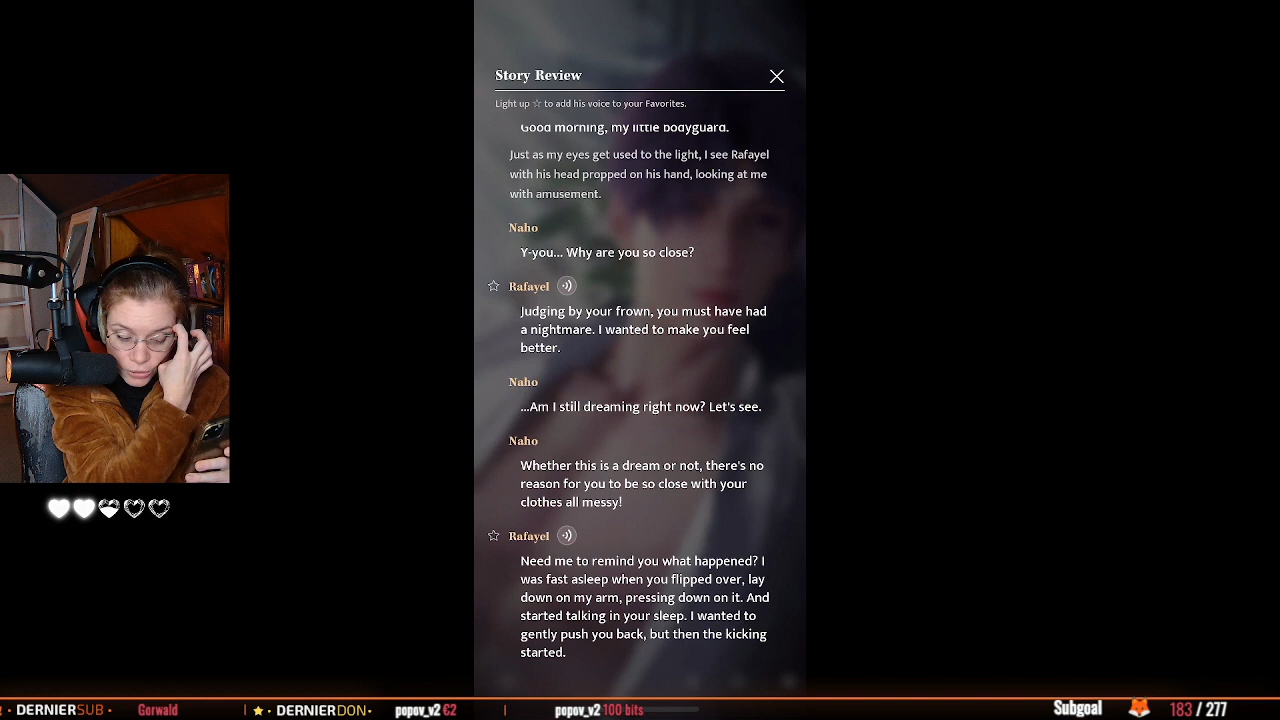 Story Review
Light up ☆ to add his voice to your Favorites.
Good morning, my little bodyguard.
Just as my eyes get used to the light, I see Rafayel
with his head propped on his hand, looking at me
with amusement.
Naho
Y-you... Why are you so close?
Rafayel
Judging by your frown, you must have had
a nightmare. I wanted to make you feel
better.
Naho
...Am I still dreaming right now? Let's see.
Naho
Whether this is a dream or not, there's no
reason for you to be so close with your
clothes all messy!
Rafayel
Need me to remind you what happened? I
was fast asleep when you flipped over, lay
down on my arm, pressing down on it. And
started talking in your sleep. I wanted to
gently push you back, but then the kicking
started.
• DERNIERSUB • Gorwald | ★ • DERNIERDON• popov_v2 €2 | popov_v2 100 bits Subgoal 183 / 277